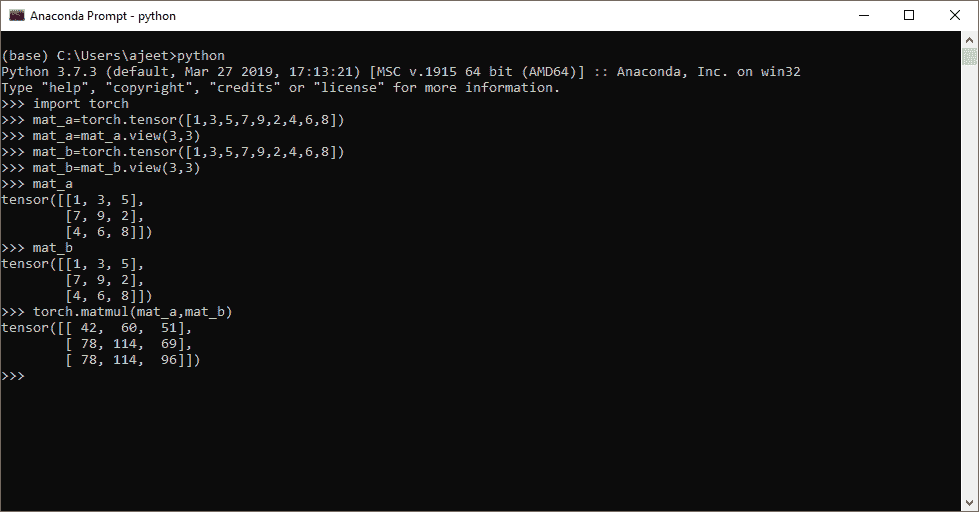 Anaconda Prompt - python
(base) C:\Users\ajeet>python
Python 3.7.3 (default, Mar 27 2019, 17:13:21) [MSC v.1915 64 bit (AMD64)] :: Anaconda, Inc. on win32
Type "help", "copyright", "credits" or "license" for more information.
>>> import torch
>>> mat_a=torch.tensor([1,3,5,7,9,2,4,6,8])
>>> mat_a=mat_a.view(3,3)
>>> mat_b=torch.tensor([1,3,5,7,9,2,4,6,8])
>>> mat_b=mat_b.view(3,3)
>>> mat_a
tensor([[1, 3, 5],
        [7, 9, 2],
        [4, 6, 8]])
>>> mat_b
tensor([[1, 3, 5],
        [7, 9, 2],
        [4, 6, 8]])
>>> torch.matmul(mat_a,mat_b)
tensor([[ 42,  60,  51],
        [ 78, 114,  69],
        [ 78, 114,  96]])
>>>